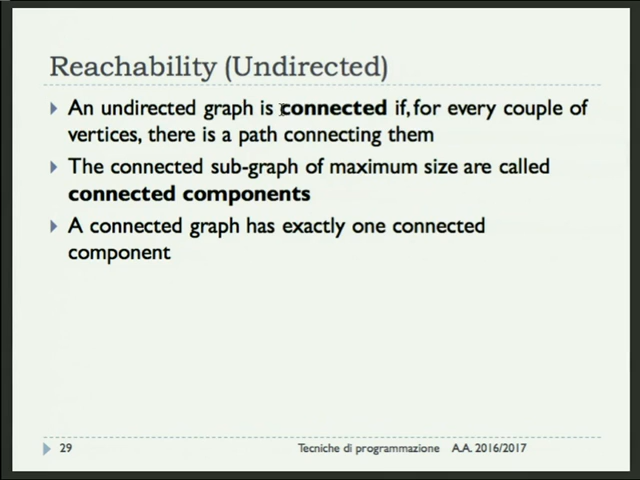 Reachability (Undirected)
An undirected graph is connected if, for every couple of
vertices, there is a path connecting them
The connected sub-graph of maximum size are called
connected components
A connected graph has exactly one connected
component
29
Tecniche di programmazione A.A. 2016/2017